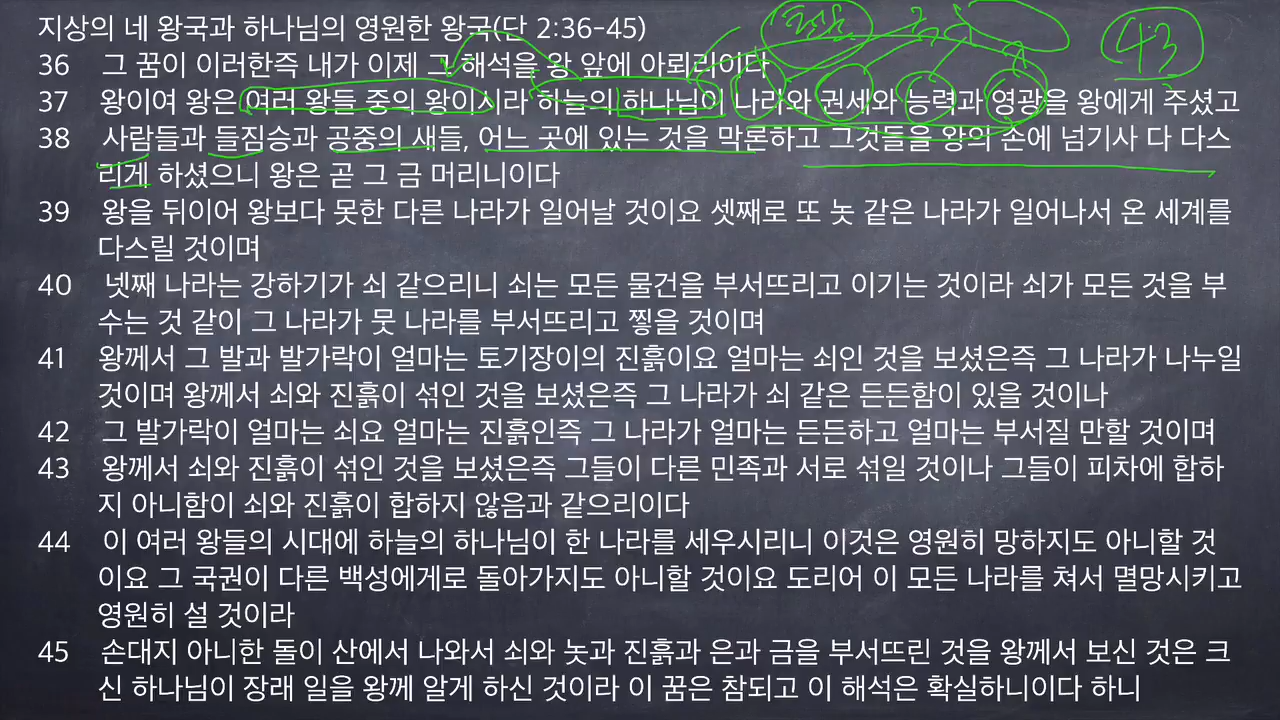 지상의 네 왕국과 하나님의 영원한 왕국(단 2:36-45)
43
36 그 꿈이 이러한즉 내가 이제 그 해석을 왕 앞에 아뢰리이다
37 왕이여 왕은 여러 왕들 중의 왕이시라 하늘의 하나님이 나라와 권세와 능력과 영광을 왕에게 주셨고
38 사람들과 들짐승과 공중의 새들, 어느 곳에 있는 것을 막론하고 그것들을 왕의 손에 넘기사 다 다스
리게 하셨으니 왕은 곧 그 금 머리니이다
39 왕을 뒤이어 왕보다 못한 다른 나라가 일어날 것이요 셋째로 또 놋 같은 나라가 일어나서 온 세계를
다스릴 것이며
40 넷째 나라는 강하기가 쇠 같으리니 쇠는 모든 물건을 부서뜨리고 이기는 것이라 쇠가 모든 것을 부
수는 것 같이 그 나라가 뭇 나라를 부서뜨리고 찧을 것이며
41 왕께서 그 발과 발가락이 얼마는 토기장이의 진흙이요 얼마는 쇠인 것을 보셨은즉 그 나라가 나누일
것이며 왕께서 쇠와 진흙이 섞인 것을 보셨은즉 그 나라가 쇠 같은 든든함이 있을 것이나
42 그 발가락이 얼마는 쇠요 얼마는 진흙인즉 그 나라가 얼마는 든든하고 얼마는 부서질 만할 것이며
43 왕께서 쇠와 진흙이 섞인 것을 보셨은즉 그들이 다른 민족과 서로 섞일 것이나 그들이 피차에 합하
지 아니함이 쇠와 진흙이 합하지 않음과 같으리이다
44 이 여러 왕들의 시대에 하늘의 하나님이 한 나라를 세우시리니 이것은 영원히 망하지도 아니할 것
이요 그 국권이 다른 백성에게로 돌아가지도 아니할 것이요 도리어 이 모든 나라를 쳐서 멸망시키고
영원히 설 것이라
45 손대지 아니한 돌이 산에서 나와서 쇠와 놋과 진흙과 은과 금을 부서뜨린 것을 왕께서 보신 것은 크
신 하나님이 장래 일을 왕께 알게 하신 것이라 이 꿈은 참되고 이 해석은 확실하니이다 하니